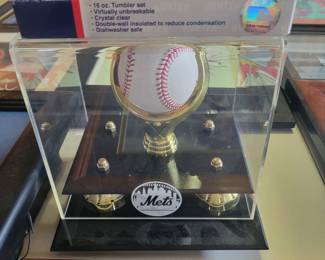 - 16 oz. Tumbler set
- Virtually unbreakable
- Crystal clear
- Double-wall insulated to reduce condensation
- Dishwasher safe
Mets